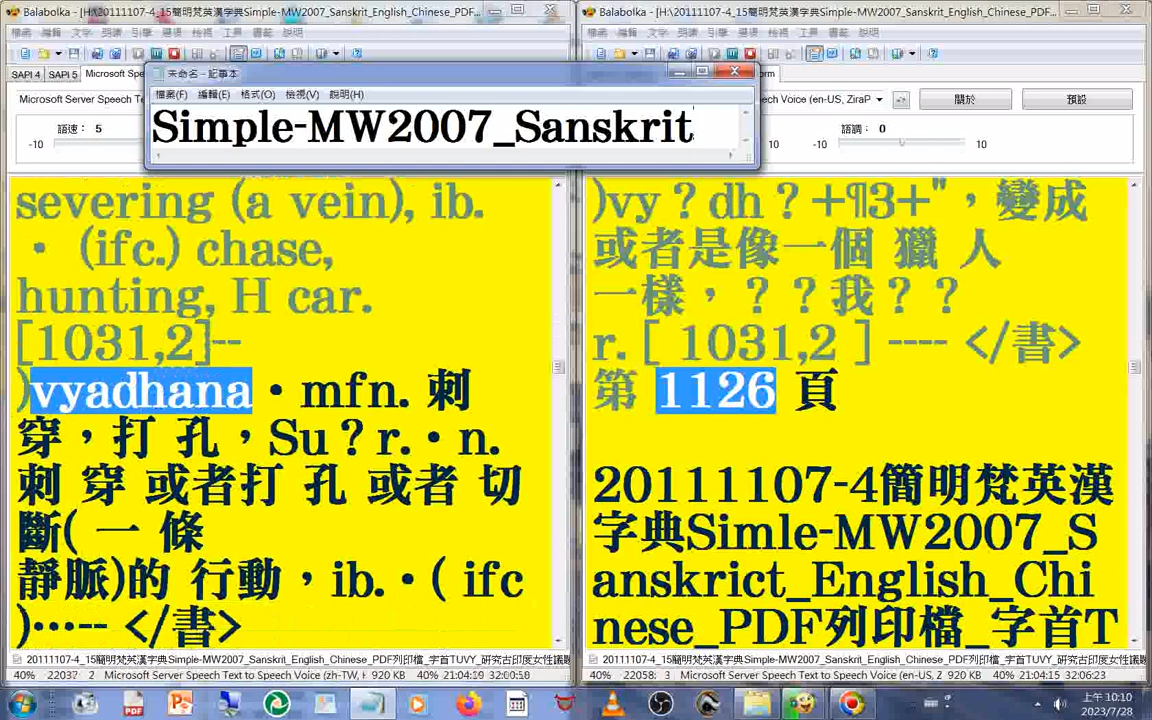 Balabolka - [H:\20111107-4_15簡明梵英漢字典Simple-MW2007_Sanskrit_English_Chinese_PDF...
Balabolka - [H:\20111107-4_15簡明梵英漢字典Simple-MW2007_Sanskrit_English_Chinese_PDF...
SAPI 4 SAPI 5 Microsoft Speech
未命名 - 記事本
檔案(F) 編輯(E) 格式(O) 檢視(V) 說明(H)
Simple-MW2007_Sanskrit
Microsoft Server Speech Te
語速： 5
-10
ech Voice (en-US, ZiraP
關於
預設
語調： 0
10 -10 10
severing (a vein), ib.
• (ifc.) chase,
hunting, H car.
[1031,2]--
)vyadhana • mfn. 刺
穿，打 孔，Su？r. • n.
刺 穿 或者打 孔 或者 切
斷( 一 條
靜脈)的 行動，ib. •( ifc
)…-- </書>
)vy？dh？+¶3+"，變成
或者是像一個 獵 人
一樣，？？我？？
r. [ 1031,2 ] ---- </書>
第 1126 頁
20111107-4簡明梵英漢
字典Simle-MW2007_S
anskrict_English_Chi
nese_PDF列印檔_字首T
20111107-4_15簡明梵英漢字典Simple-MW2007_Sanskrit_English_Chinese_PDF列印檔_字首TUVY_研究古印度女性議題
20111107-4_15簡明梵英漢字典Simple-MW2007_Sanskrit_English_Chinese_PDF列印檔_字首TUVY_研究古印度女性議題
40% 22037: 2 Microsoft Server Speech Text to Speech Voice (zh-TW, H 920 KB 21:04:19 32:00:58
40% 22058: 3 Microsoft Server Speech Text to Speech Voice (en-US, Z 920 KB 21:04:50 32:06:23
上午 10:10
2023/7/28